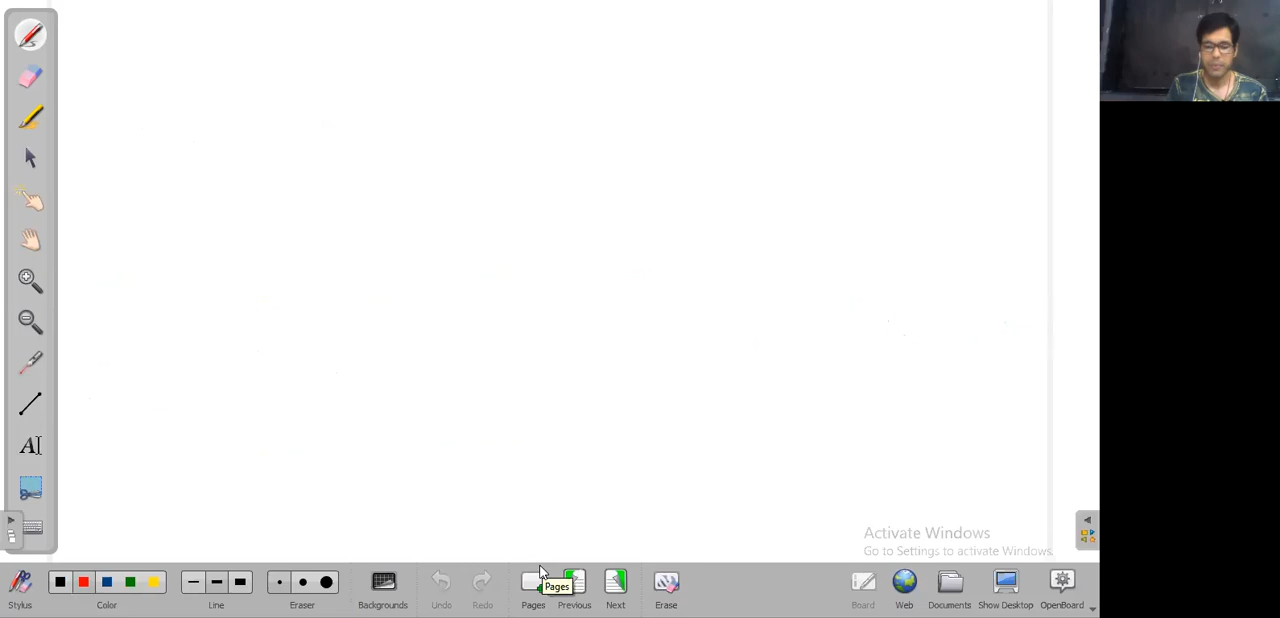 Activate Windows
Go to Settings to activate Windows.
Pages
Stylus
Color
Line
Eraser
Backgrounds
Undo
Redo
Pages
Previous
Next
Erase
Board
Web
Documents
Show Desktop
OpenBoard